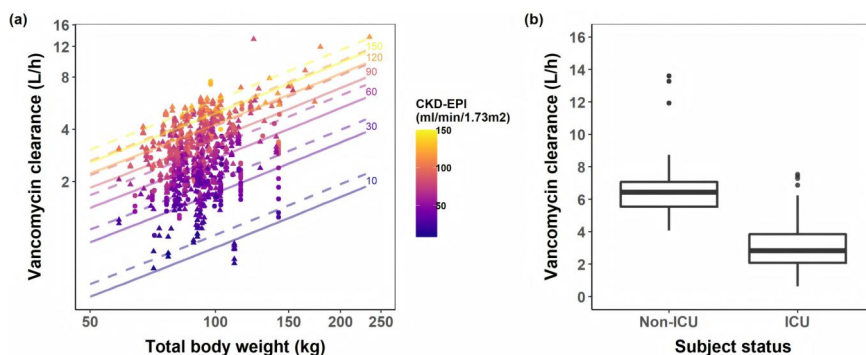 (a)
16
12
8
4
2
Vancomycin clearance (L/h)
150
120
90
60
30
10
50
100
150
200 250
Total body weight (kg)
CKD-EPI
(ml/min/1.73m2)
150
100
50
(b)
16
14
12
10
8
6
4
2
0
Vancomycin clearance (L/h)
Non-ICU
ICU
Subject status